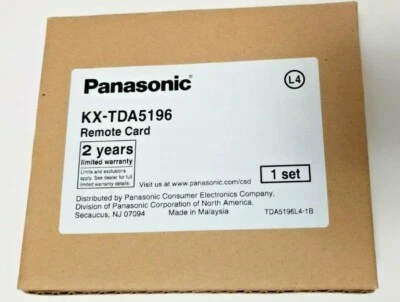 Panasonic
L4
KX-TDA5196
Remote Card
2 years
limited warranty
Limits and exclusions
apply. See dealer for full
limited warranty details.
Visit us at www.panasonic.com/csd
1 set
Distributed by Panasonic Consumer Electronics Company,
Division of Panasonic Corporation of North America.
Secaucus, NJ 07094 Made in Malaysia TDA5196L4-1B